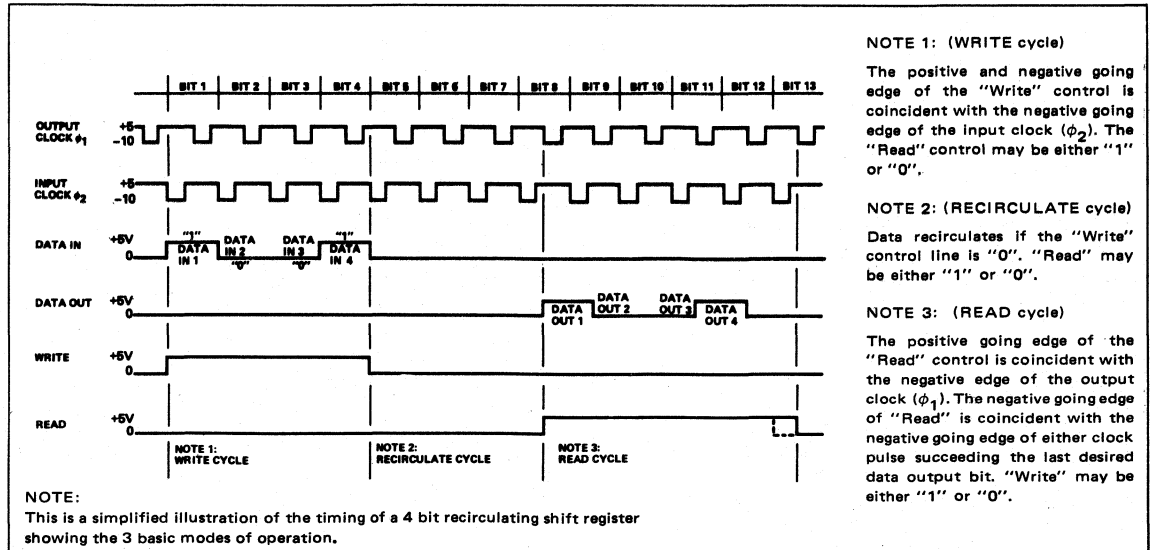 BIT 1 BIT 2 BIT 3 BIT 4 BIT 5 BIT 6 BIT 7 BIT 8 BIT 9 BIT 10 BIT 11 BIT 12 BIT 13
OUTPUT +5
CLOCK ϕ1 -10
INPUT +5
CLOCK ϕ2 -10
DATA IN +5V
0
"1"
DATA
IN 1
DATA
IN 2
"0"
DATA
IN 3
"0"
"1"
DATA
IN 4
DATA OUT +5V
0
DATA
OUT 1
DATA
OUT 2
DATA
OUT 3
DATA
OUT 4
WRITE +5V
0
READ +5V
0
NOTE 1:
WRITE CYCLE
NOTE 2:
RECIRCULATE CYCLE
NOTE 3:
READ CYCLE
NOTE:
This is a simplified illustration of the timing of a 4 bit recirculating shift register
showing the 3 basic modes of operation.
NOTE 1: (WRITE cycle)
The positive and negative going
edge of the "Write" control is
coincident with the negative going
edge of the input clock (ϕ2). The
"Read" control may be either "1"
or "0".
NOTE 2: (RECIRCULATE cycle)
Data recirculates if the "Write"
control line is "0". "Read" may
be either "1" or "0".
NOTE 3: (READ cycle)
The positive going edge of the
"Read" control is coincident with
the negative edge of the output
clock (ϕ1). The negative going edge
of "Read" is coincident with the
negative going edge of either clock
pulse succeeding the last desired
data output bit. "Write" may be
either "1" or "0".